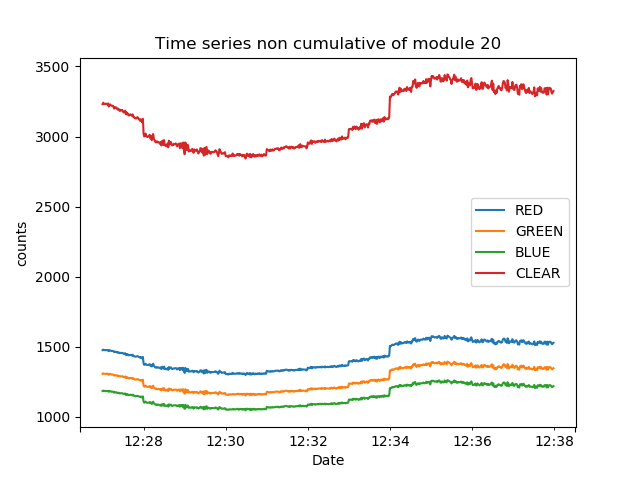 Time series non cumulative of module 20
3500
3000
2500
2000
1500
1000
counts
RED
GREEN
BLUE
CLEAR
12:28
12:30
12:32
12:34
12:36
12:38
Date